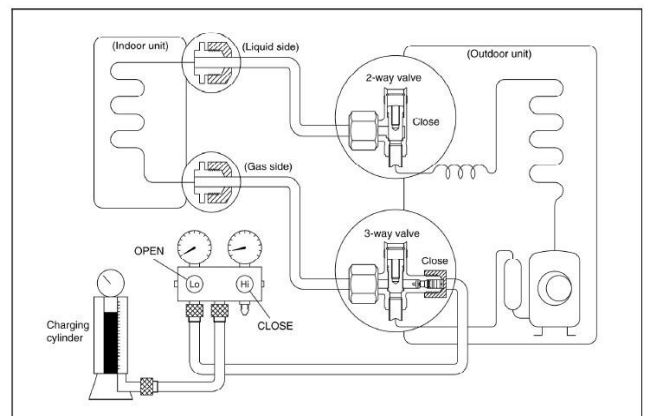 (Indoor unit)
(Liquid side)
(Outdoor unit)
2-way valve
Close
(Gas side)
3-way valve
Close
OPEN
Lo
Hi
CLOSE
Charging
cylinder